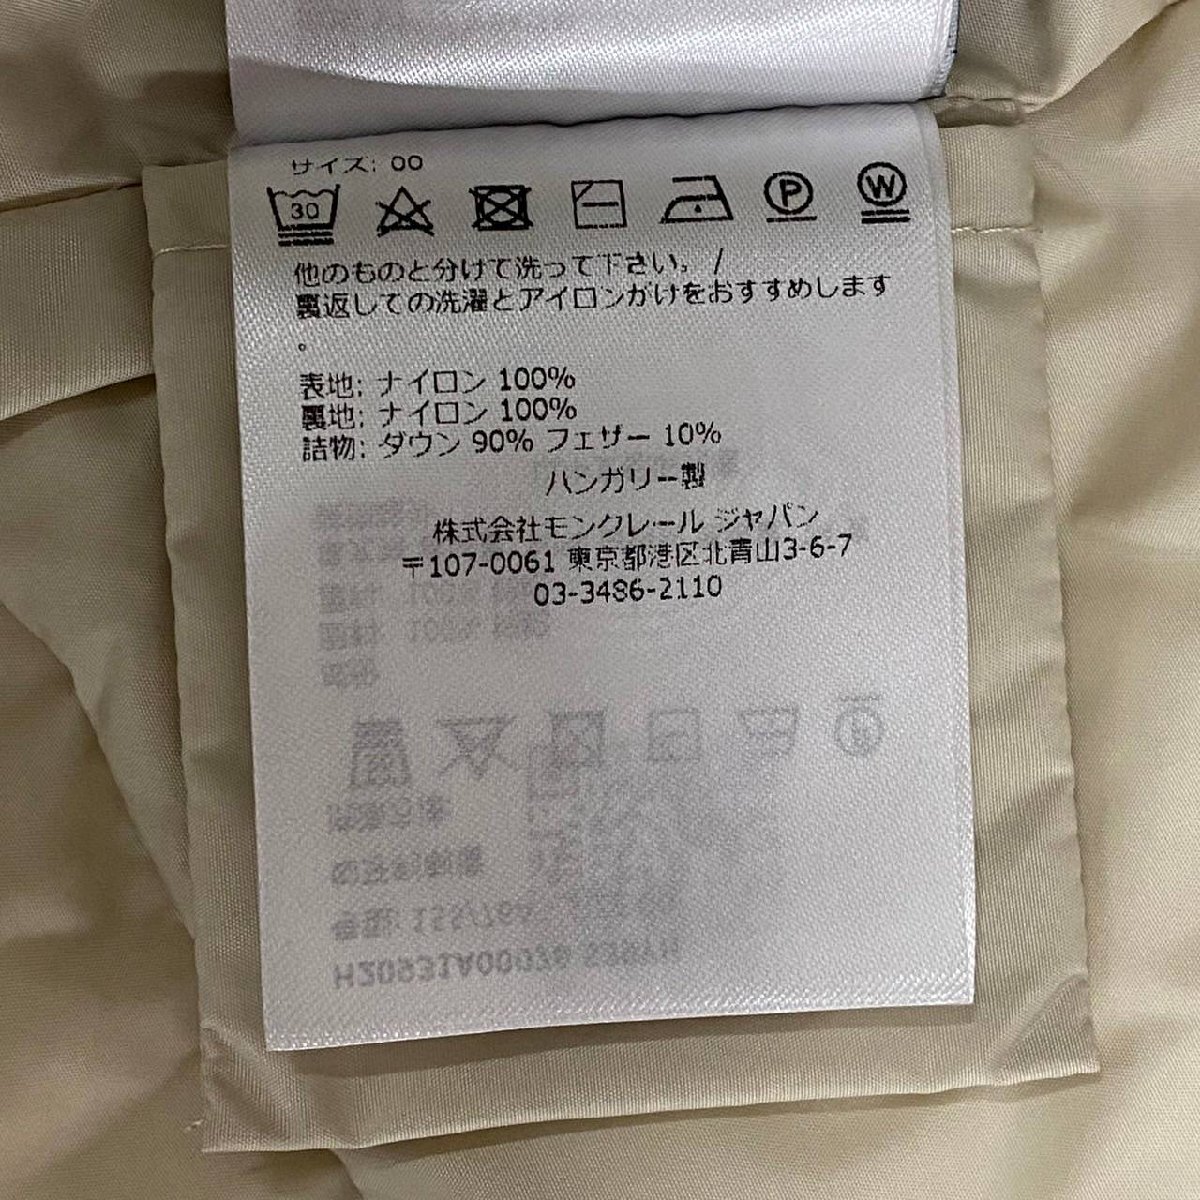 サイズ: 00
30 P W
他のものと分けて洗って下さい。/
裏返しての洗濯とアイロンがけをおすすめします
。
表地: ナイロン 100%
裏地: ナイロン 100%
詰物: ダウン 90% フェザー 10%
ハンガリー製
株式会社モンクレール ジャパン
〒107-0061 東京都港区北青山3-6-7
03-3486-2110